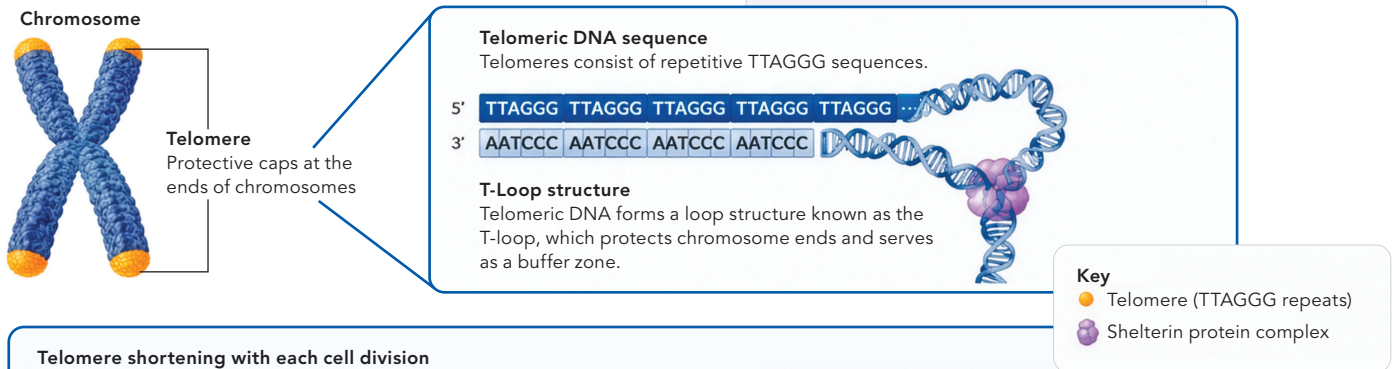 Chromosome
Telomere
Protective caps at the
ends of chromosomes
Telomeric DNA sequence
Telomeres consist of repetitive TTAGGG sequences.
5′ TTAGGG TTAGGG TTAGGG TTAGGG TTAGGG ...
3′ AATCCC AATCCC AATCCC AATCCC
T-Loop structure
Telomeric DNA forms a loop structure known as the
T-loop, which protects chromosome ends and serves
as a buffer zone.
Key
Telomere (TTAGGG repeats)
Shelterin protein complex
Telomere shortening with each cell division